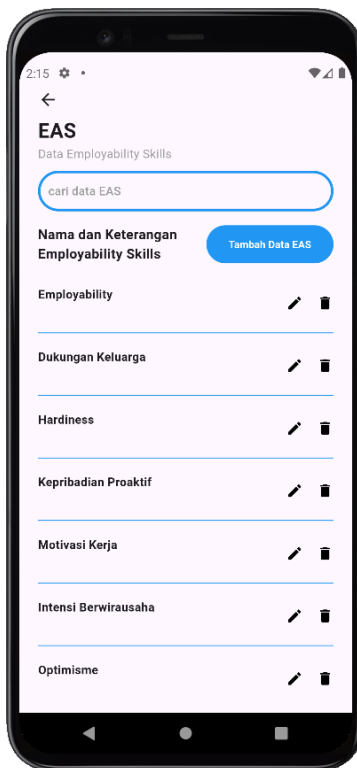 2:15
EAS
Data Employability Skills
cari data EAS
Nama dan Keterangan
Employability Skills
Tambah Data EAS
Employability
Dukungan Keluarga
Hardiness
Kepribadian Proaktif
Motivasi Kerja
Intensi Berwirausaha
Optimisme